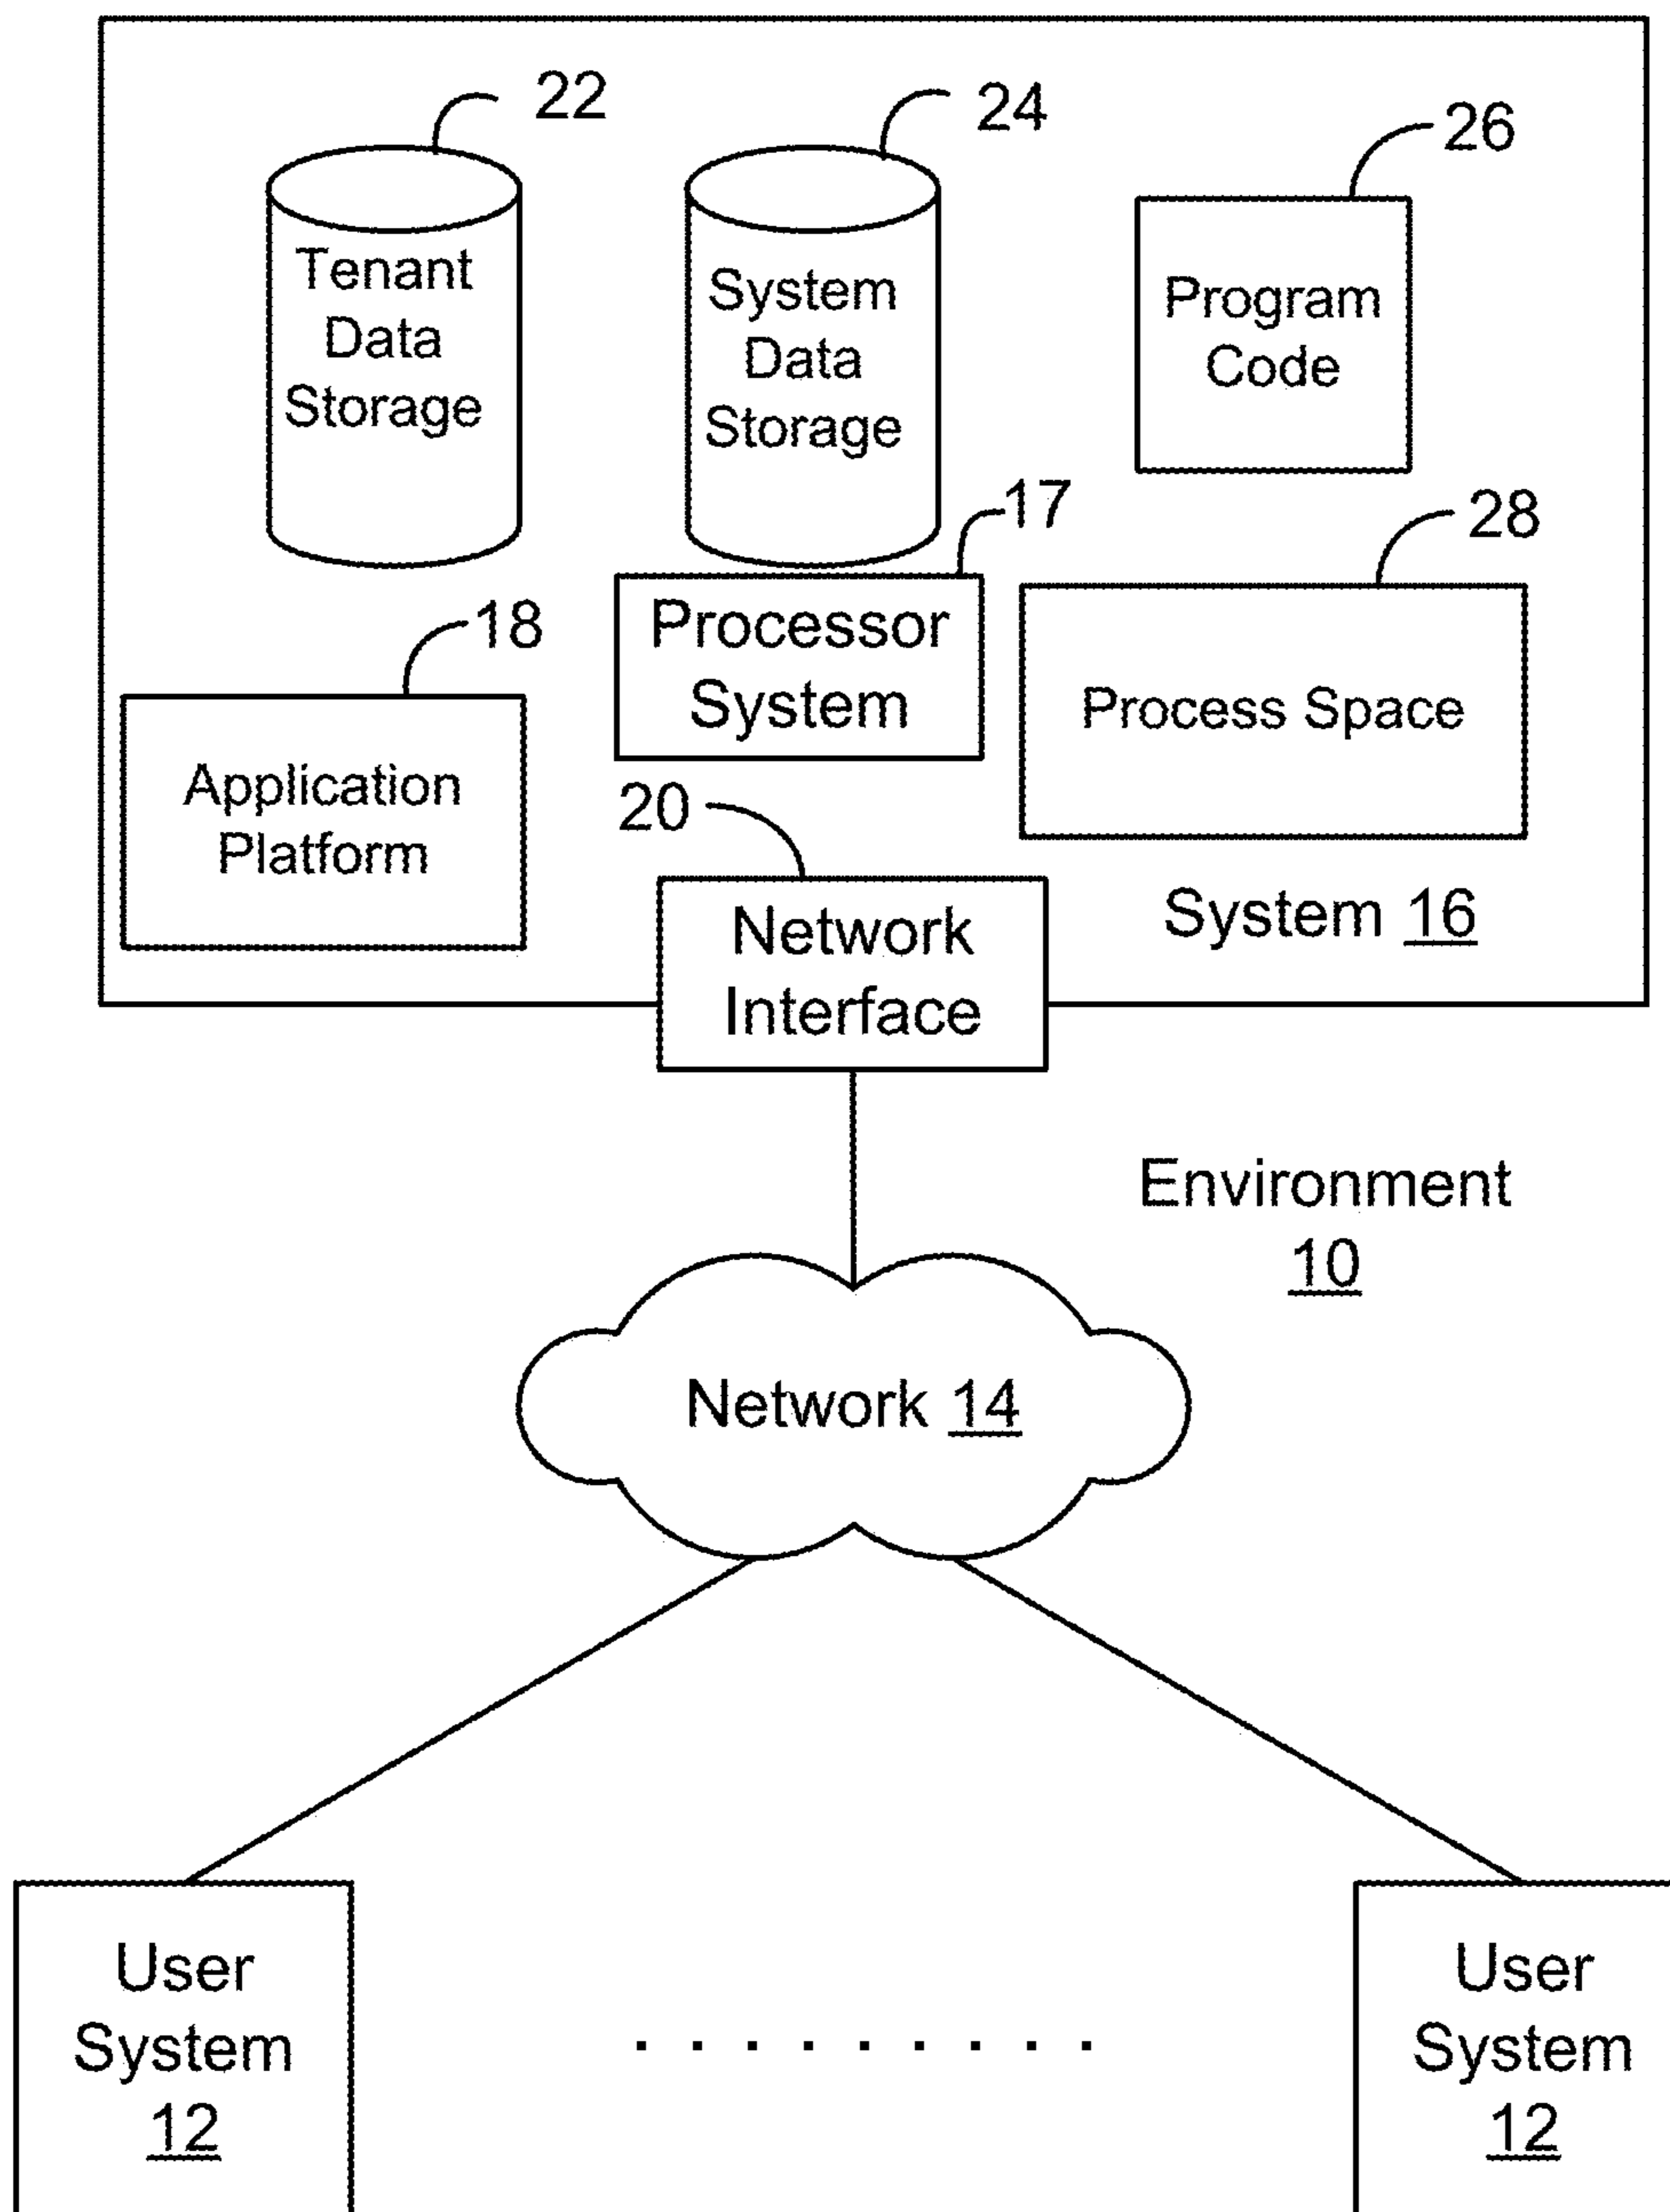 22
24
26
Tenant
Data
Storage
System
Data
Storage
Program
Code
17
28
18
Processor
System
Process Space
Application
Platform
20
Network
Interface
System 16
Environment
10
Network 14
User
System
12
. . . . . . . . .
User
System
12